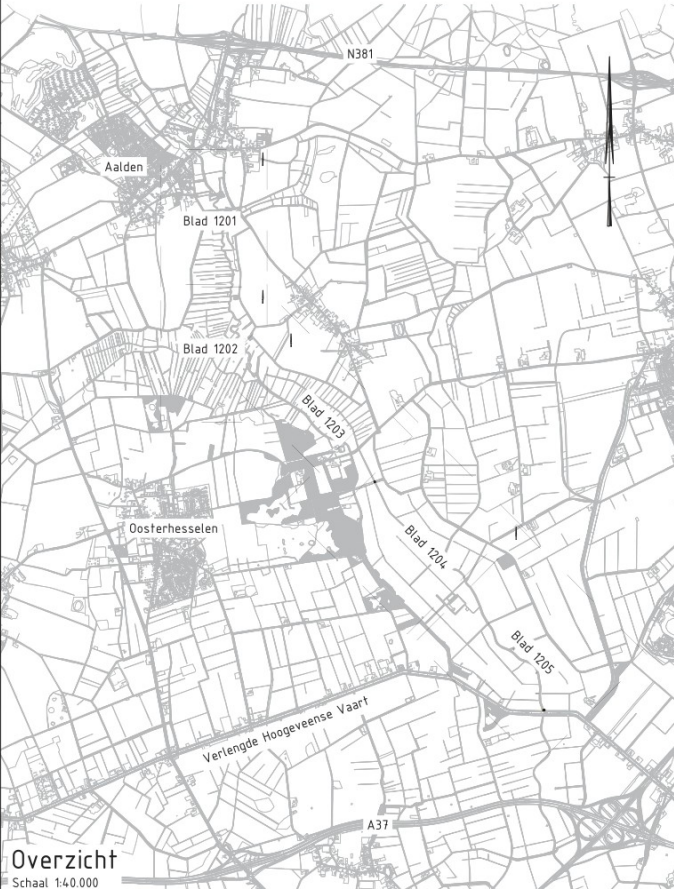 N381
Aalden
Blad 1201
Blad 1202
Blad 1203
Oosterhesselen
Blad 1204
Blad 1205
Verlengde Hoogeveense Vaart
A37
Overzicht
Schaal 1:40.000